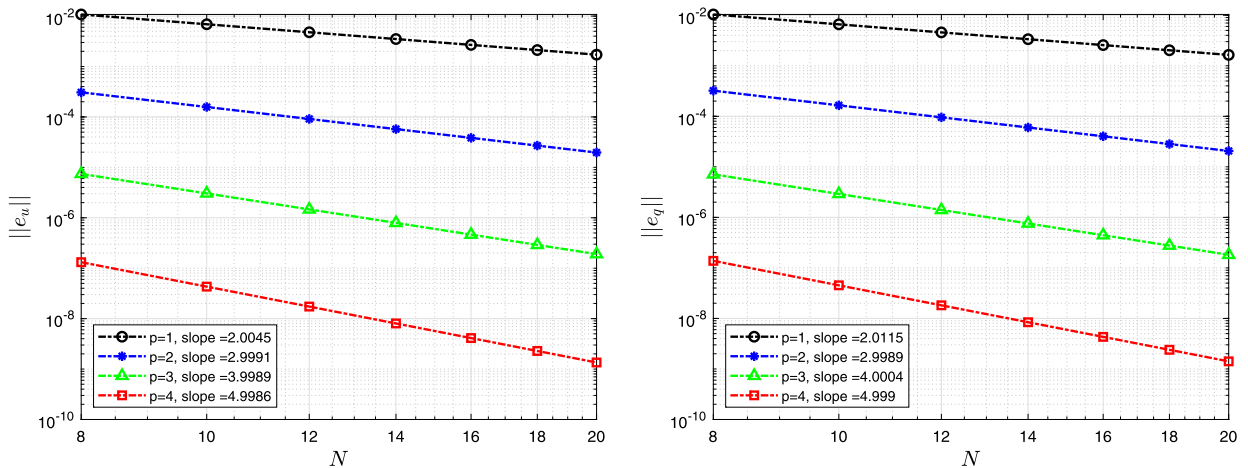 10^-2
10^-4
10^-6
10^-8
10^-10
||e_u||
p=1, slope =2.0045
p=2, slope =2.9991
p=3, slope =3.9989
p=4, slope =4.9986
8 10 12 14 16 18 20
N
10^-2
10^-4
10^-6
10^-8
10^-10
||e_q||
p=1, slope =2.0115
p=2, slope =2.9989
p=3, slope =4.0004
p=4, slope =4.999
8 10 12 14 16 18 20
N